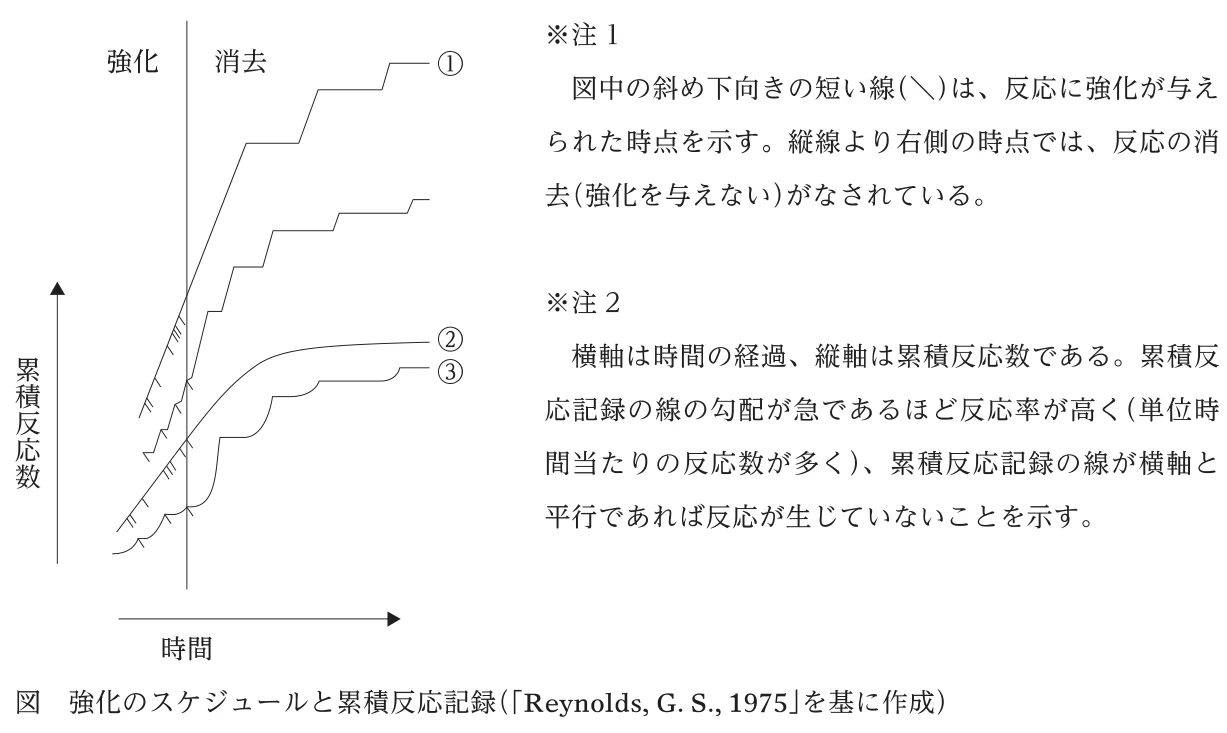 強化
消去
①
②
③
累積反応数
時間
※注1
図中の斜め下向きの短い線(＼)は、反応に強化が与え
られた時点を示す。縦線より右側の時点では、反応の消
去(強化を与えない)がなされている。
※注2
横軸は時間の経過、縦軸は累積反応数である。累積反
応記録の線の勾配が急であるほど反応率が高く(単位時
間当たりの反応数が多く)、累積反応記録の線が横軸と
平行であれば反応が生じていないことを示す。
図　強化のスケジュールと累積反応記録(「Reynolds, G. S., 1975」を基に作成)